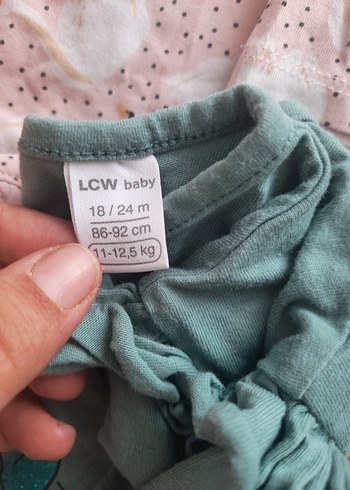 LCW baby
18 / 24 m
86-92 cm
11-12,5 kg